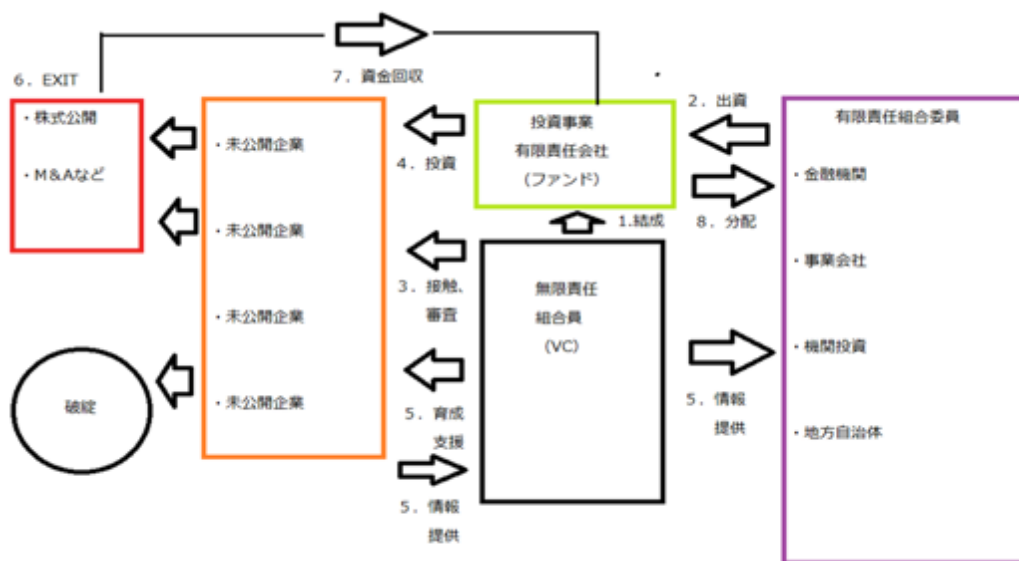 6．EXIT
・株式公開
・M&Aなど
7．資金回収
・未公開企業
・未公開企業
・未公開企業
・未公開企業
破綻
4．投資
3．接触、
審査
5．育成
支援
5．情報
提供
投資事業
有限責任会社
（ファンド）
1.結成
無限責任
組合員
（VC）
2．出資
8．分配
5．情報
提供
有限責任組合委員
・金融機関
・事業会社
・機関投資
・地方自治体